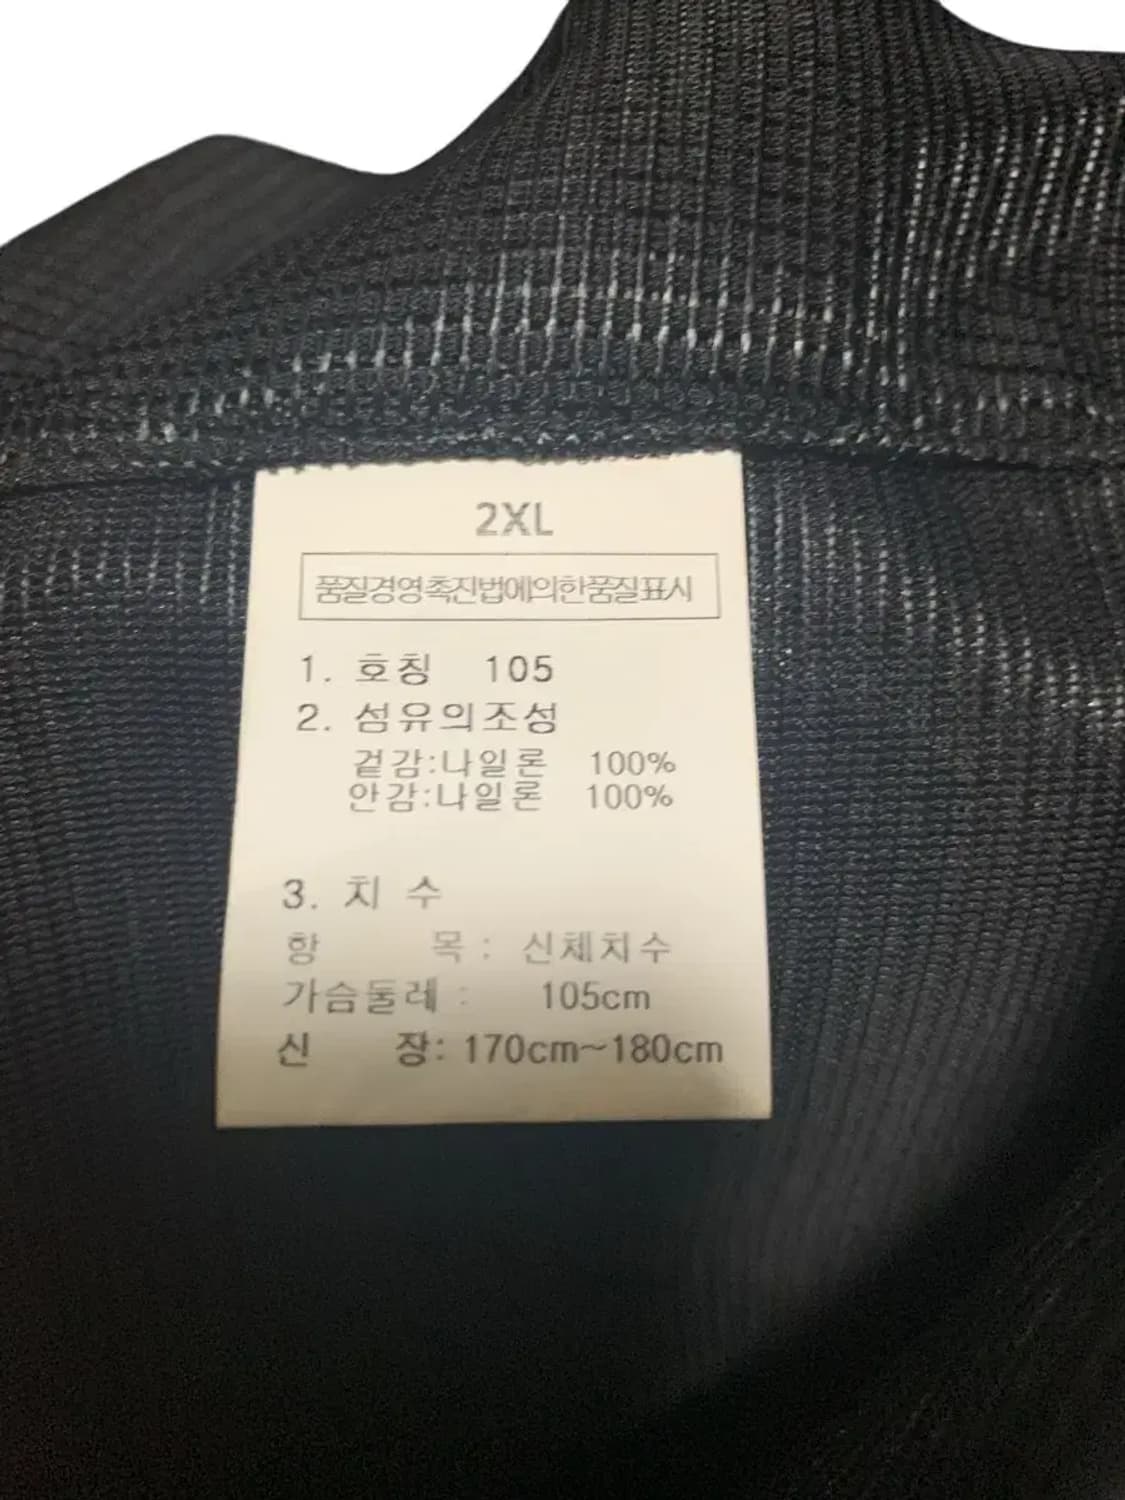 2XL
품질경영촉진법에의한품질표시
1. 호칭 105
2. 섬유의조성
겉감:나일론 100%
안감:나일론 100%
3. 치 수
항 목: 신체치수
가슴둘레: 105cm
신 장: 170cm~180cm